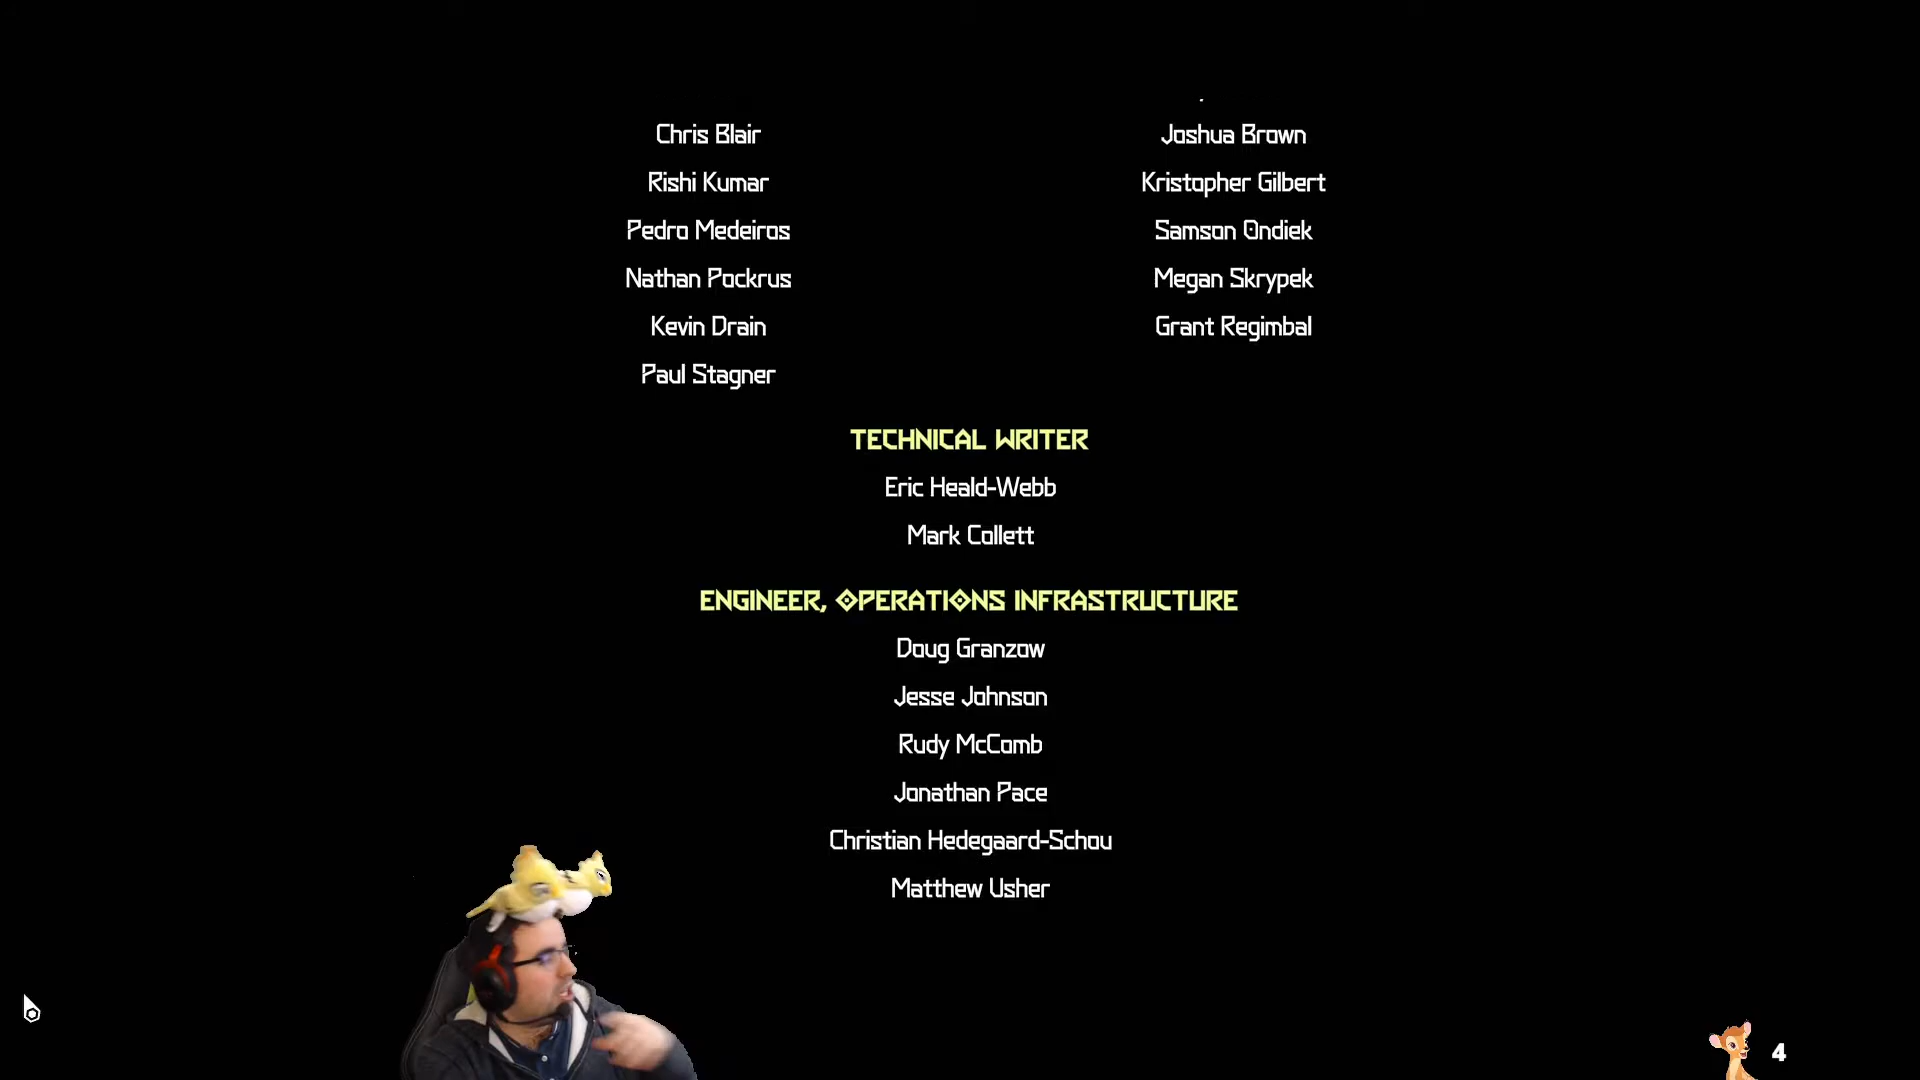 Chris Blair
Joshua Brown
Rishi Kumar
Kristopher Gilbert
Pedro Medeiros
Samson Ondiek
Nathan Pockrus
Megan Skrypek
Kevin Drain
Grant Regimbal
Paul Stagner
TECHNICAL WRITER
Eric Heald-Webb
Mark Collett
ENGINEER, OPERATIONS INFRASTRUCTURE
Doug Granzow
Jesse Johnson
Rudy McComb
Jonathan Pace
Christian Hedegaard-Schou
Matthew Usher
4